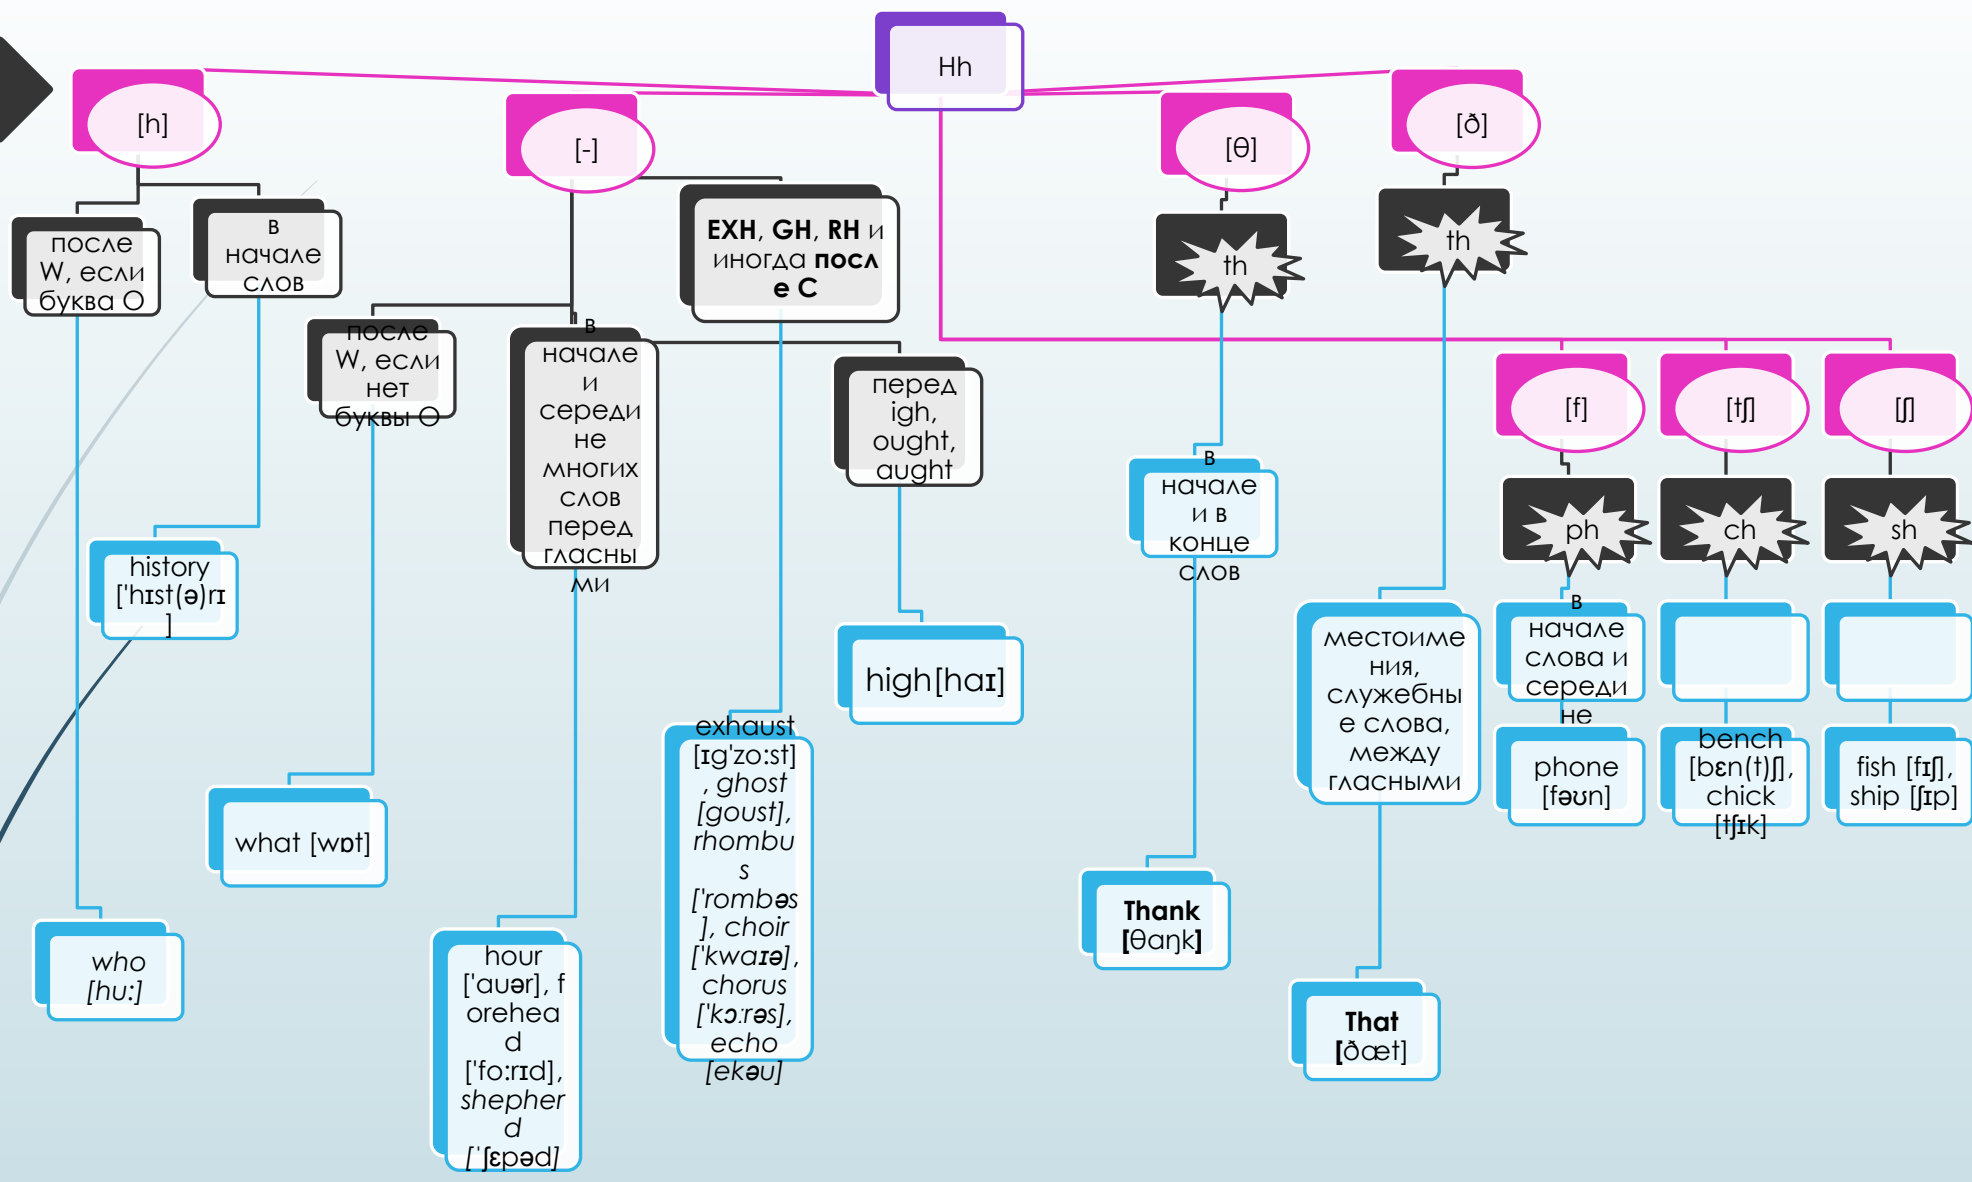 Hh
[h]
после
W, если
буква О
who
[hu:]
в
начале
слов
history
['hɪst(ə)rɪ
]
[-]
после
W, если
нет
буквы О
what [wɒt]
в
начале
и
середи
не
многих
слов
перед
гласны
ми
hour
['auər], f
orehea
d
['fo:rɪd],
shepher
d
['ʃɛpəd]
EXH, GH, RH и
иногда посл
е С
exhaust
[ɪg'zo:st]
, ghost
[goust],
rhombu
s
['rombəs
], choir
['kwaɪə],
chorus
['kɔ:rəs],
echo
[ekəu]
перед
igh,
ought,
aught
high[haɪ]
[θ]
th
в
начале
и в
конце
слов
Thank
[θaŋk]
[ð]
th
местоиме
ния,
служебны
е слова,
между
гласными
That
[ðæt]
[f]
ph
в
начале
слова и
середи
не
phone
[fəʊn]
[tʃ]
ch
bench
[bɛn(t)ʃ],
chick
[tʃɪk]
[ʃ]
sh
fish [fɪʃ],
ship [ʃɪp]